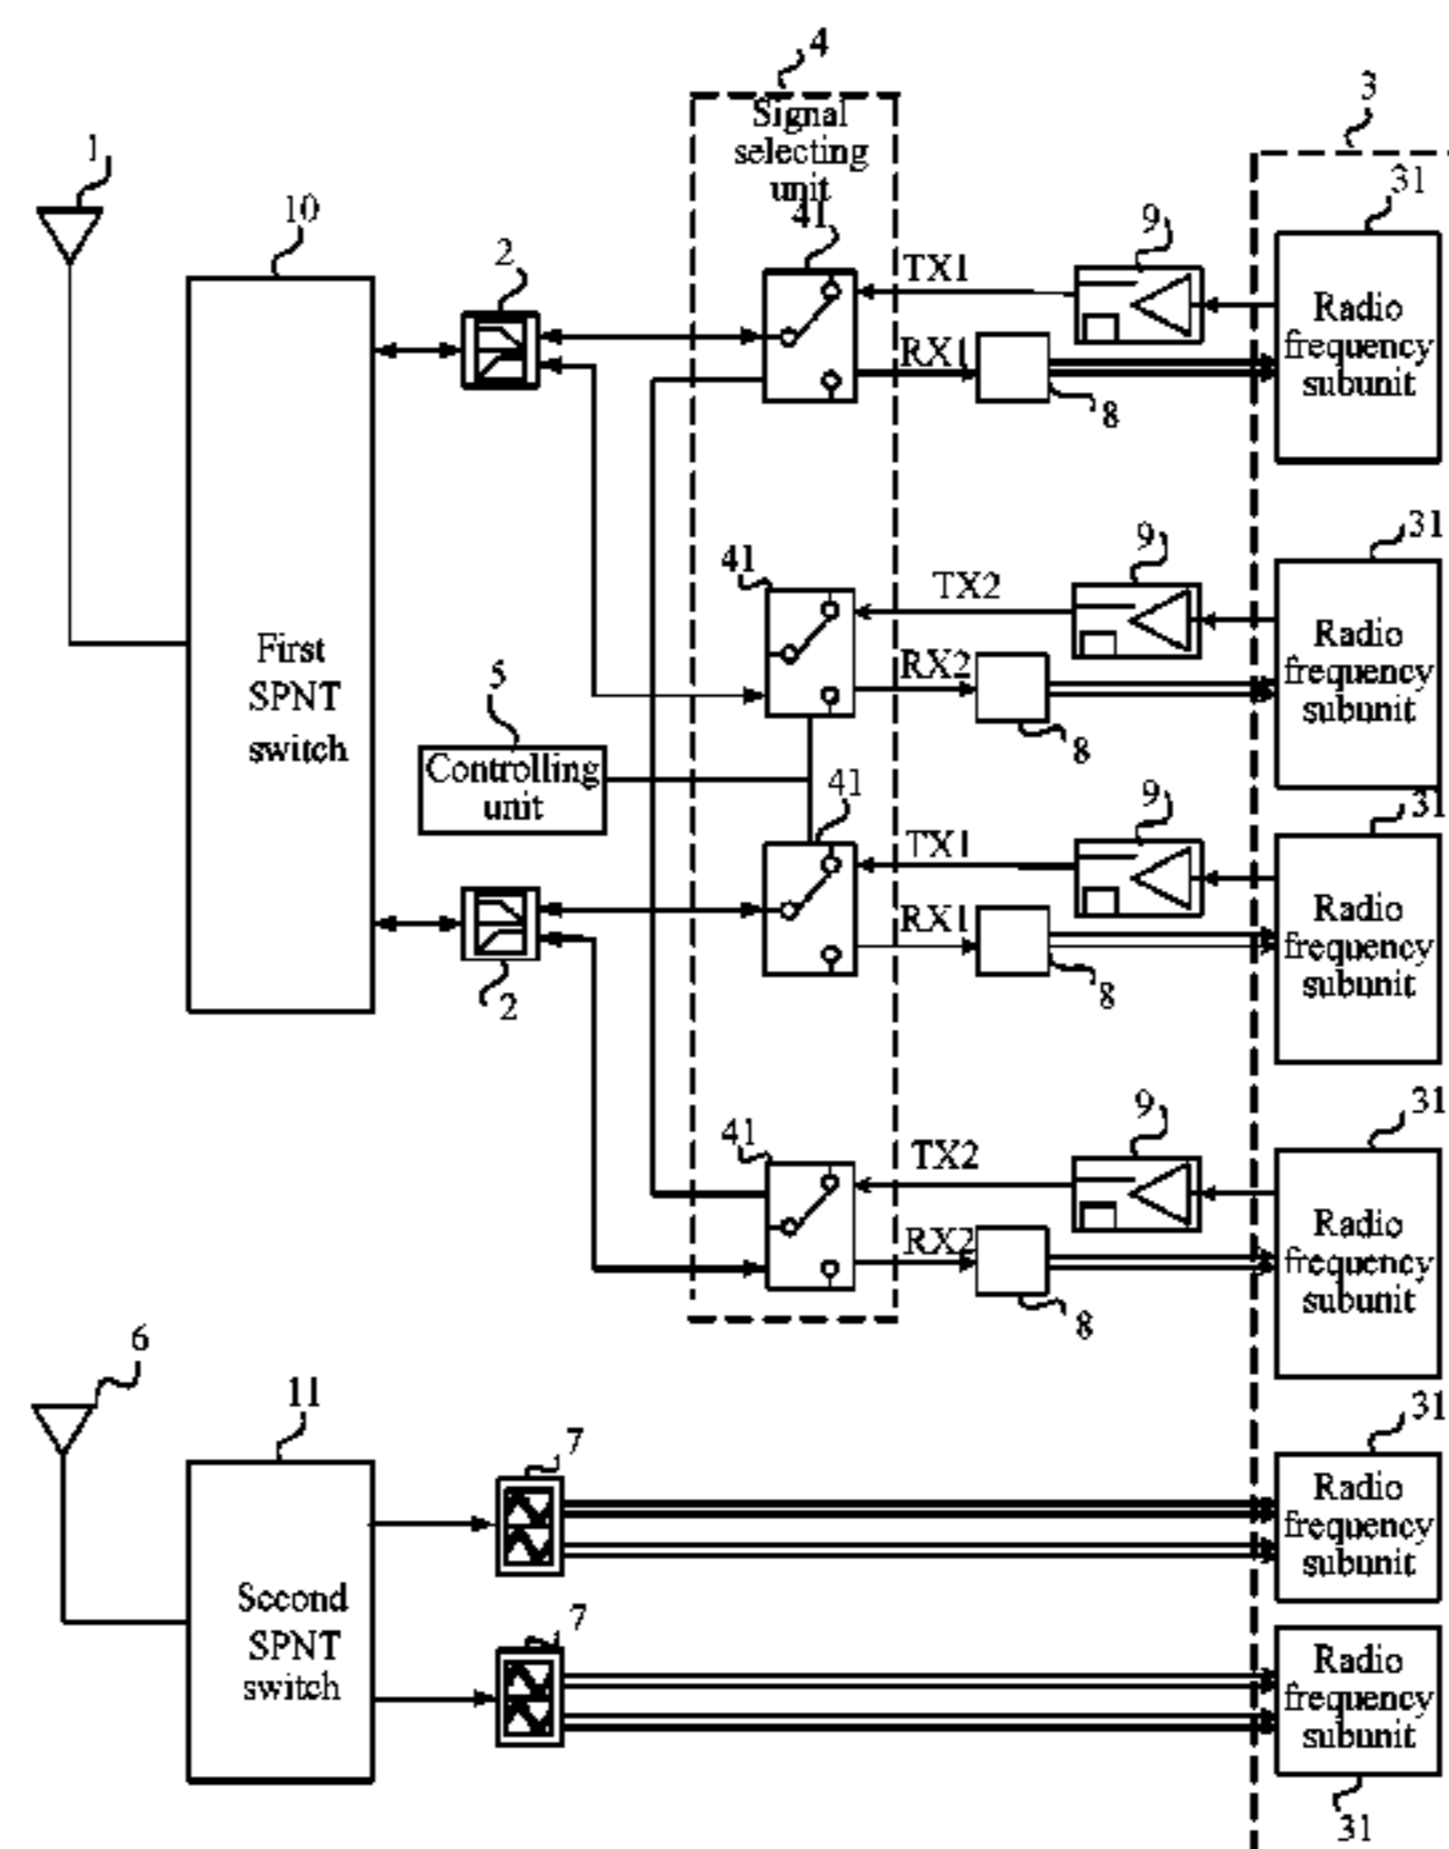 4
Signal
selecting
unit
3
1
10
2
41
TX1
9
31
RX1
8
Radio
frequency
subunit
41
TX2
9
31
RX2
8
Radio
frequency
subunit
First
SPNT
switch
5
Controlling
unit
41
TX1
9
31
RX1
8
Radio
frequency
subunit
2
41
TX2
9
31
RX2
8
Radio
frequency
subunit
6
11
7
31
Radio
frequency
subunit
Second
SPNT
switch
7
Radio
frequency
subunit
31